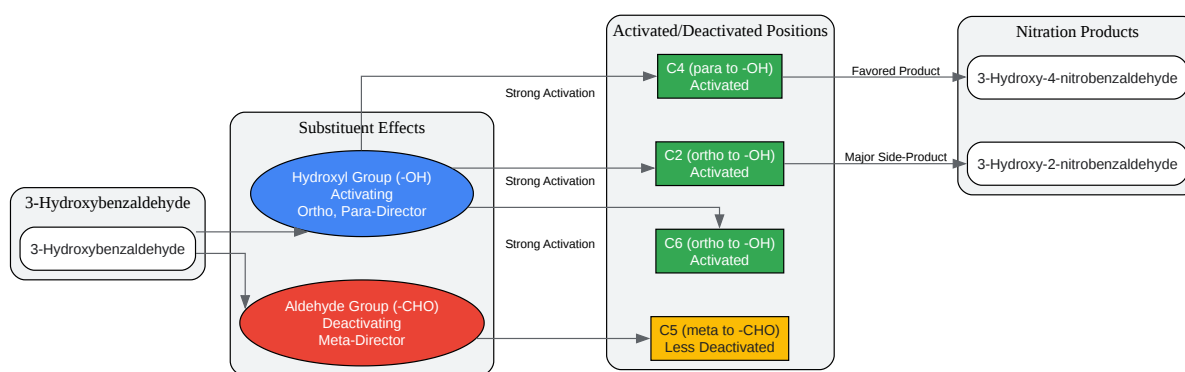 3-Hydroxybenzaldehyde
3-Hydroxybenzaldehyde
Substituent Effects
Hydroxyl Group (-OH)
Activating
Ortho, Para-Director
Aldehyde Group (-CHO)
Deactivating
Meta-Director
Strong Activation
Strong Activation
Strong Activation
Activated/Deactivated Positions
C4 (para to -OH)
Activated
C2 (ortho to -OH)
Activated
C6 (ortho to -OH)
Activated
C5 (meta to -CHO)
Less Deactivated
Favored Product
Major Side-Product
Nitration Products
3-Hydroxy-4-nitrobenzaldehyde
3-Hydroxy-2-nitrobenzaldehyde